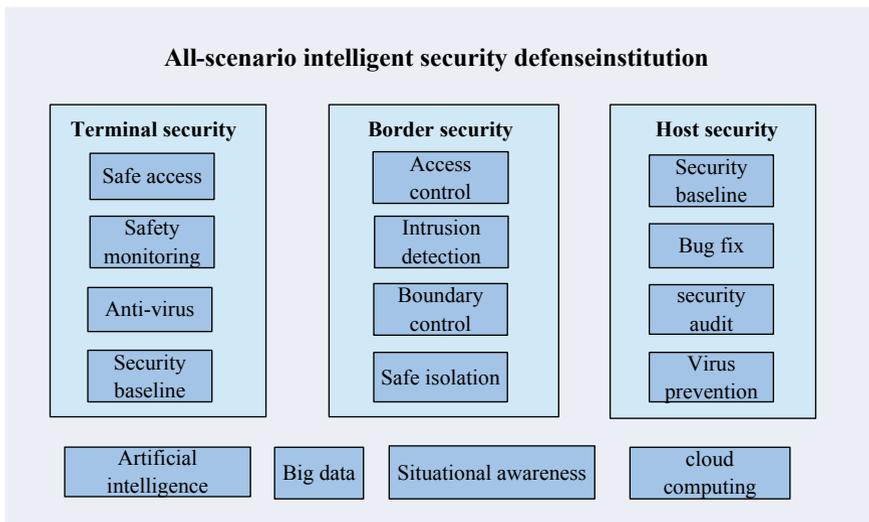 All-scenario intelligent security defenseinstitution
Terminal security
Safe access
Safety
monitoring
Anti-virus
Security
baseline
Border security
Access
control
Intrusion
detection
Boundary
control
Safe isolation
Host security
Security
baseline
Bug fix
security
audit
Virus
prevention
Artificial
intelligence
Big data
Situational awareness
cloud
computing